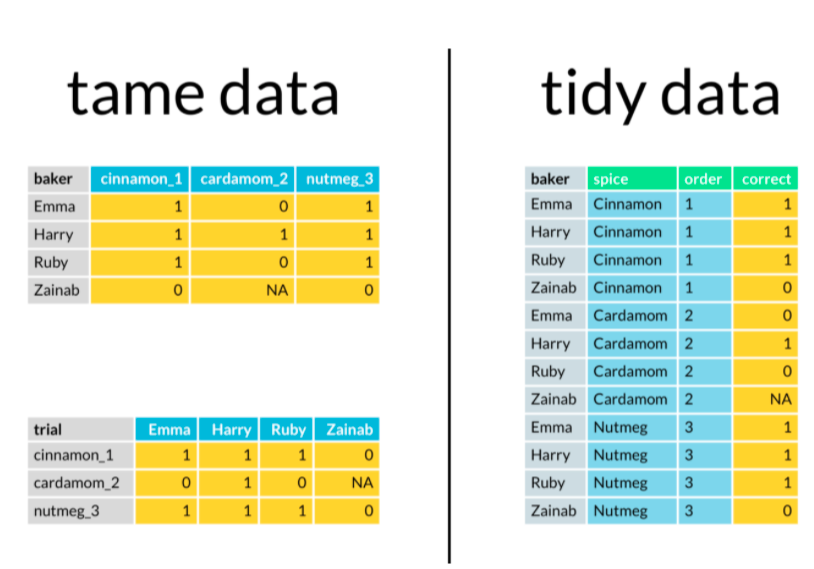 tame data
baker cinnamon_1 cardamom_2 nutmeg_3
Emma 1 0 1
Harry 1 1 1
Ruby 1 0 1
Zainab 0 NA 0
trial Emma Harry Ruby Zainab
cinnamon_1 1 1 1 0
cardamom_2 0 1 0 NA
nutmeg_3 1 1 1 0
tidy data
baker spice order correct
Emma Cinnamon 1 1
Harry Cinnamon 1 1
Ruby Cinnamon 1 1
Zainab Cinnamon 1 0
Emma Cardamom 2 0
Harry Cardamom 2 1
Ruby Cardamom 2 0
Zainab Cardamom 2 NA
Emma Nutmeg 3 1
Harry Nutmeg 3 1
Ruby Nutmeg 3 1
Zainab Nutmeg 3 0